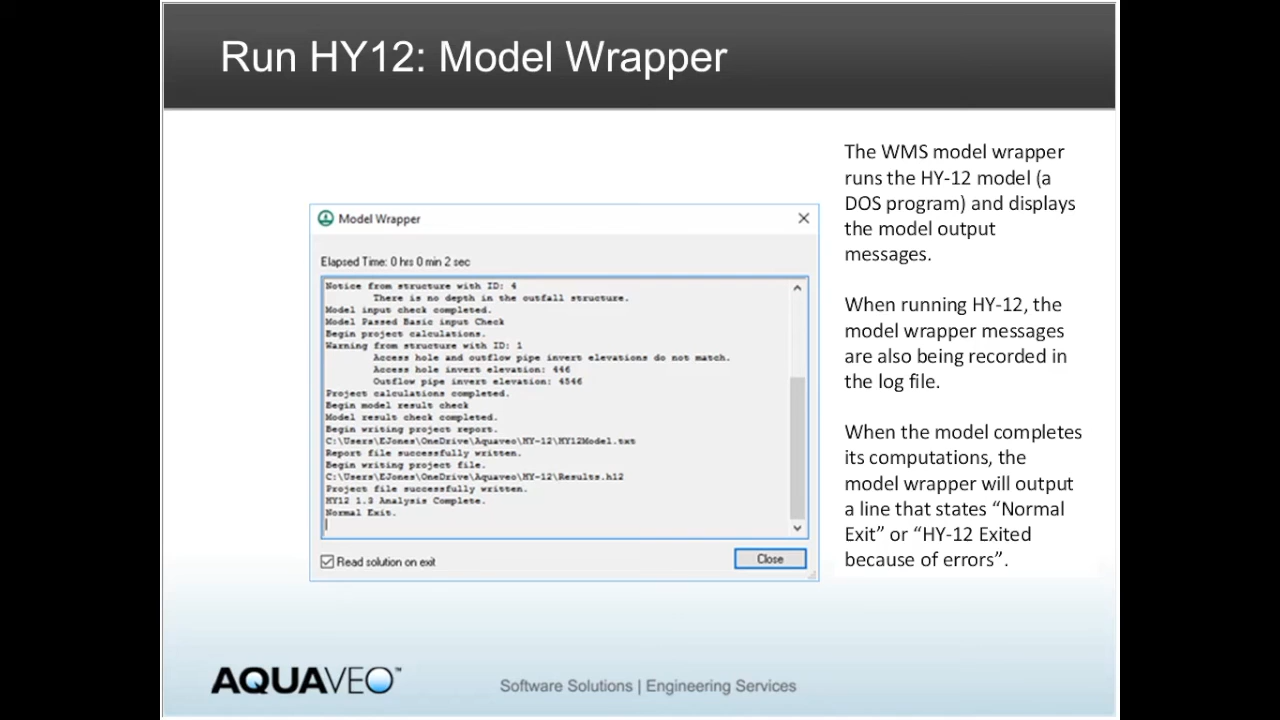 Run HY12: Model Wrapper
The WMS model wrapper
runs the HY-12 model (a
DOS program) and displays
the model output
messages.
When running HY-12, the
model wrapper messages
are also being recorded in
the log file.
When the model completes
its computations, the
model wrapper will output
a line that states “Normal
Exit” or “HY-12 Exited
because of errors”.
Model Wrapper
Elapsed Time: 0 hrs 0 min 2 sec
Notice from structure with ID: 4
There is no depth in the outfall structure.
Model input check completed.
Model Passed Basic input Check
Begin project calculations.
Warning from structure with ID: 1
Access hole and outflow pipe invert elevations do not match.
Access hole invert elevation: 446
Outflow pipe invert elevation: 4546
Project calculations completed.
Begin model result check
Model result check completed.
Begin writing project report.
C:\Users\EJones\OneDrive\Aquaveo\HY-12\HY12Model.txt
Report file successfully written.
Begin writing project file.
C:\Users\EJones\OneDrive\Aquaveo\HY-12\Results.h12
Project file successfully written.
HY12 1.3 Analysis Complete.
Normal Exit.
Read solution on exit
Close
AQUAVEO™
Software Solutions | Engineering Services